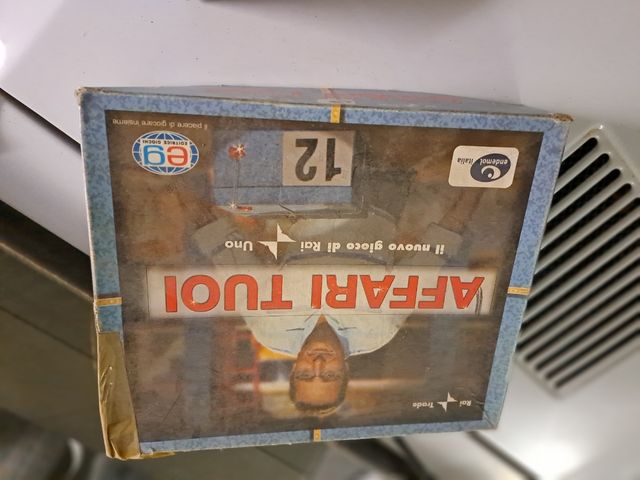 Rai Trade
AFFARI TUOI
il nuovo gioco di Rai Uno
12
endemol
italia
eg
EDITRICE GIOCHI
il piacere di giocare insieme